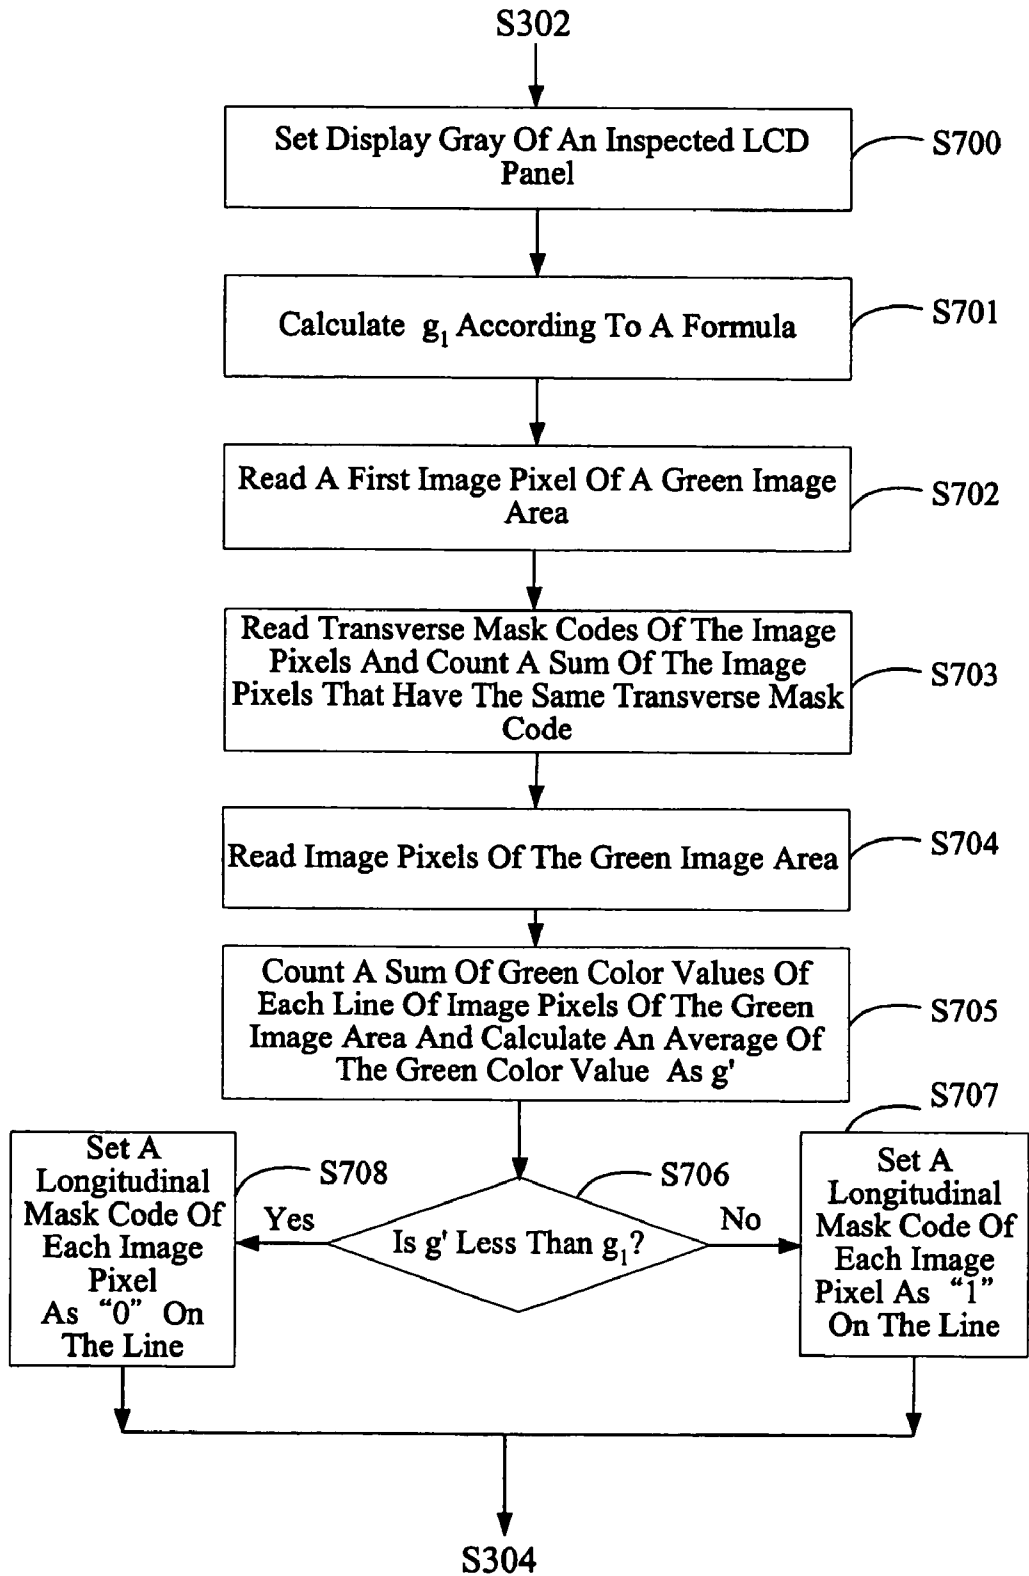 S302
Set Display Gray Of An Inspected LCD
Panel
S700
Calculate g1 According To A Formula
S701
Read A First Image Pixel Of A Green Image
Area
S702
Read Transverse Mask Codes Of The Image
Pixels And Count A Sum Of The Image
Pixels That Have The Same Transverse Mask
Code
S703
Read Image Pixels Of The Green Image Area
S704
Count A Sum Of Green Color Values Of
Each Line Of Image Pixels Of The Green
Image Area And Calculate An Average Of
The Green Color Value As g'
S705
Is g' Less Than g1?
S706
Yes
No
Set A
Longitudinal
Mask Code Of
Each Image
Pixel
As “0” On
The Line
S708
Set A
Longitudinal
Mask Code Of
Each Image
Pixel As “1”
On The Line
S707
S304